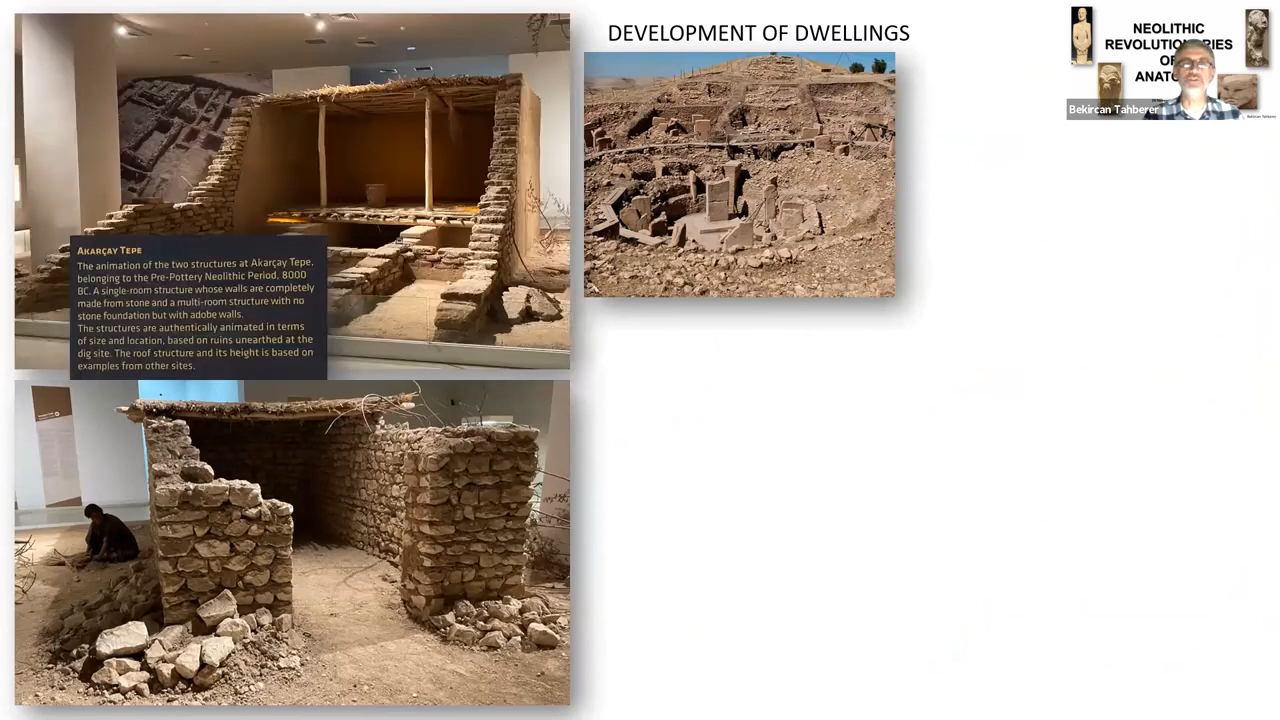 DEVELOPMENT OF DWELLINGS
NEOLITHIC
REVOLUTIONARIES
OF
Bekircan Tahberer
Bekircan Tahberer
AKARÇAY TEPE
The animation of the two structures at Akarçay Tepe,
belonging to the Pre-Pottery Neolithic Period, 8000
BC. A single-room structure whose walls are completely
made from stone and a multi-room structure with no
stone foundation but with adobe walls.
The structures are authentically animated in terms
of size and location, based on ruins unearthed at the
dig site. The roof structure and its height is based on
examples from other sites.